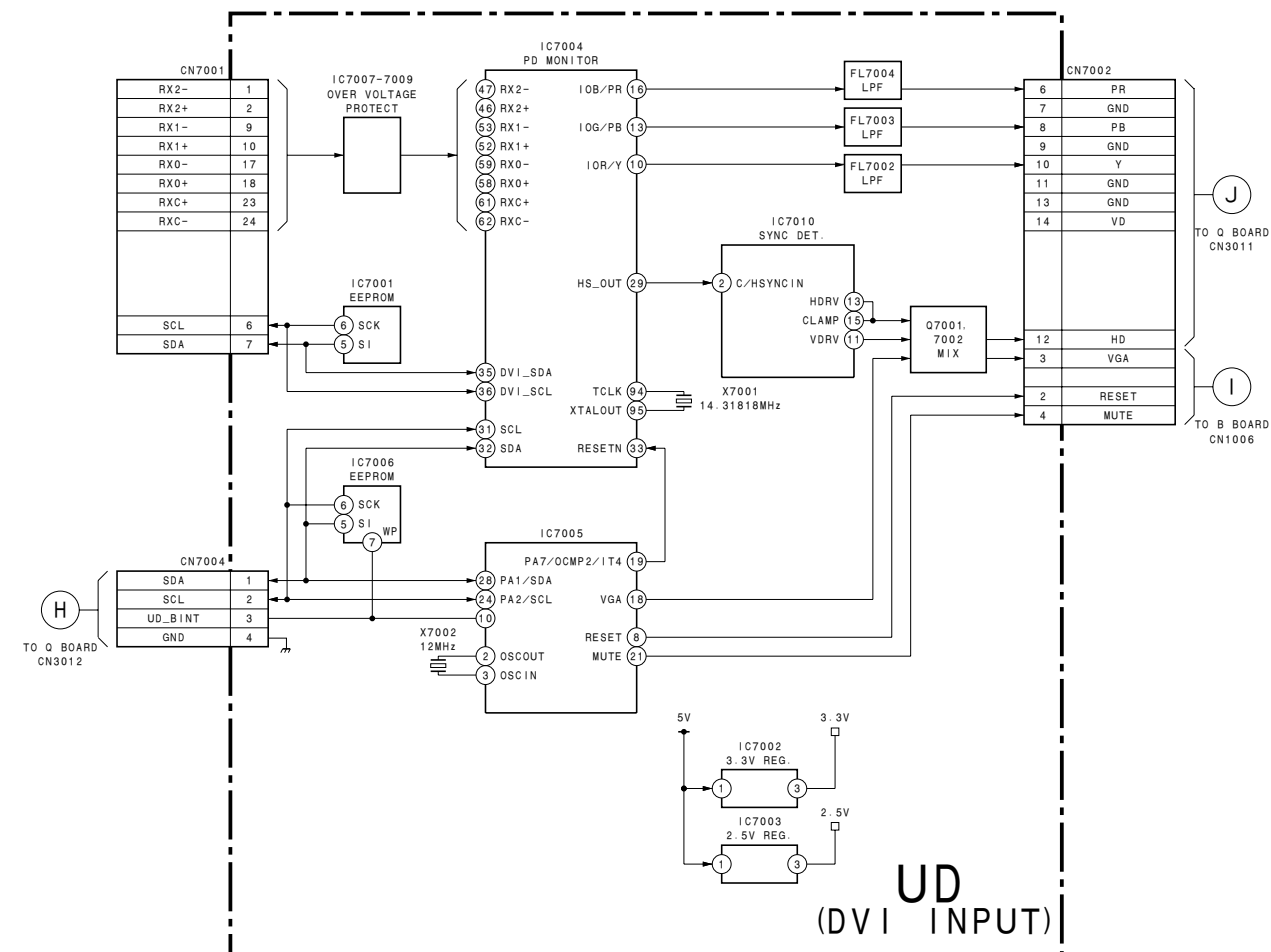 CN7001
RX2- 1
RX2+ 2
RX1- 9
RX1+ 10
RX0- 17
RX0+ 18
RXC+ 23
RXC- 24
SCL 6
SDA 7
IC7007-7009
OVER VOLTAGE
PROTECT
IC7001
EEPROM
6 SCK
5 SI
IC7004
PD MONITOR
47 RX2-
46 RX2+
53 RX1-
52 RX1+
59 RX0-
58 RX0+
61 RXC+
62 RXC-
35 DVI_SDA
36 DVI_SCL
31 SCL
32 SDA
IOB/PR 16
IOG/PB 13
IOR/Y 10
HS_OUT 29
TCLK 94
XTALOUT 95
RESETN 33
X7001
14.31818MHz
FL7004
LPF
FL7003
LPF
FL7002
LPF
IC7010
SYNC DET.
2 C/HSYNCIN
HDRV 13
CLAMP 15
VDRV 11
Q7001,
7002
MIX
CN7002
6 PR
7 GND
8 PB
9 GND
10 Y
11 GND
13 GND
14 VD
12 HD
3 VGA
2 RESET
4 MUTE
J
TO Q BOARD
CN3011
I
TO B BOARD
CN1006
IC7006
EEPROM
6 SCK
5 SI
WP
7
CN7004
SDA 1
SCL 2
UD_BINT 3
GND 4
H
TO Q BOARD
CN3012
IC7005
PA7/OCMP2/IT4 19
28 PA1/SDA
24 PA2/SCL
VGA 18
10
RESET 8
MUTE 21
2 OSCOUT
3 OSCIN
X7002
12MHz
5V
3.3V
IC7002
3.3V REG.
1 3
2.5V
IC7003
2.5V REG.
1 3
UD
(DVI INPUT)